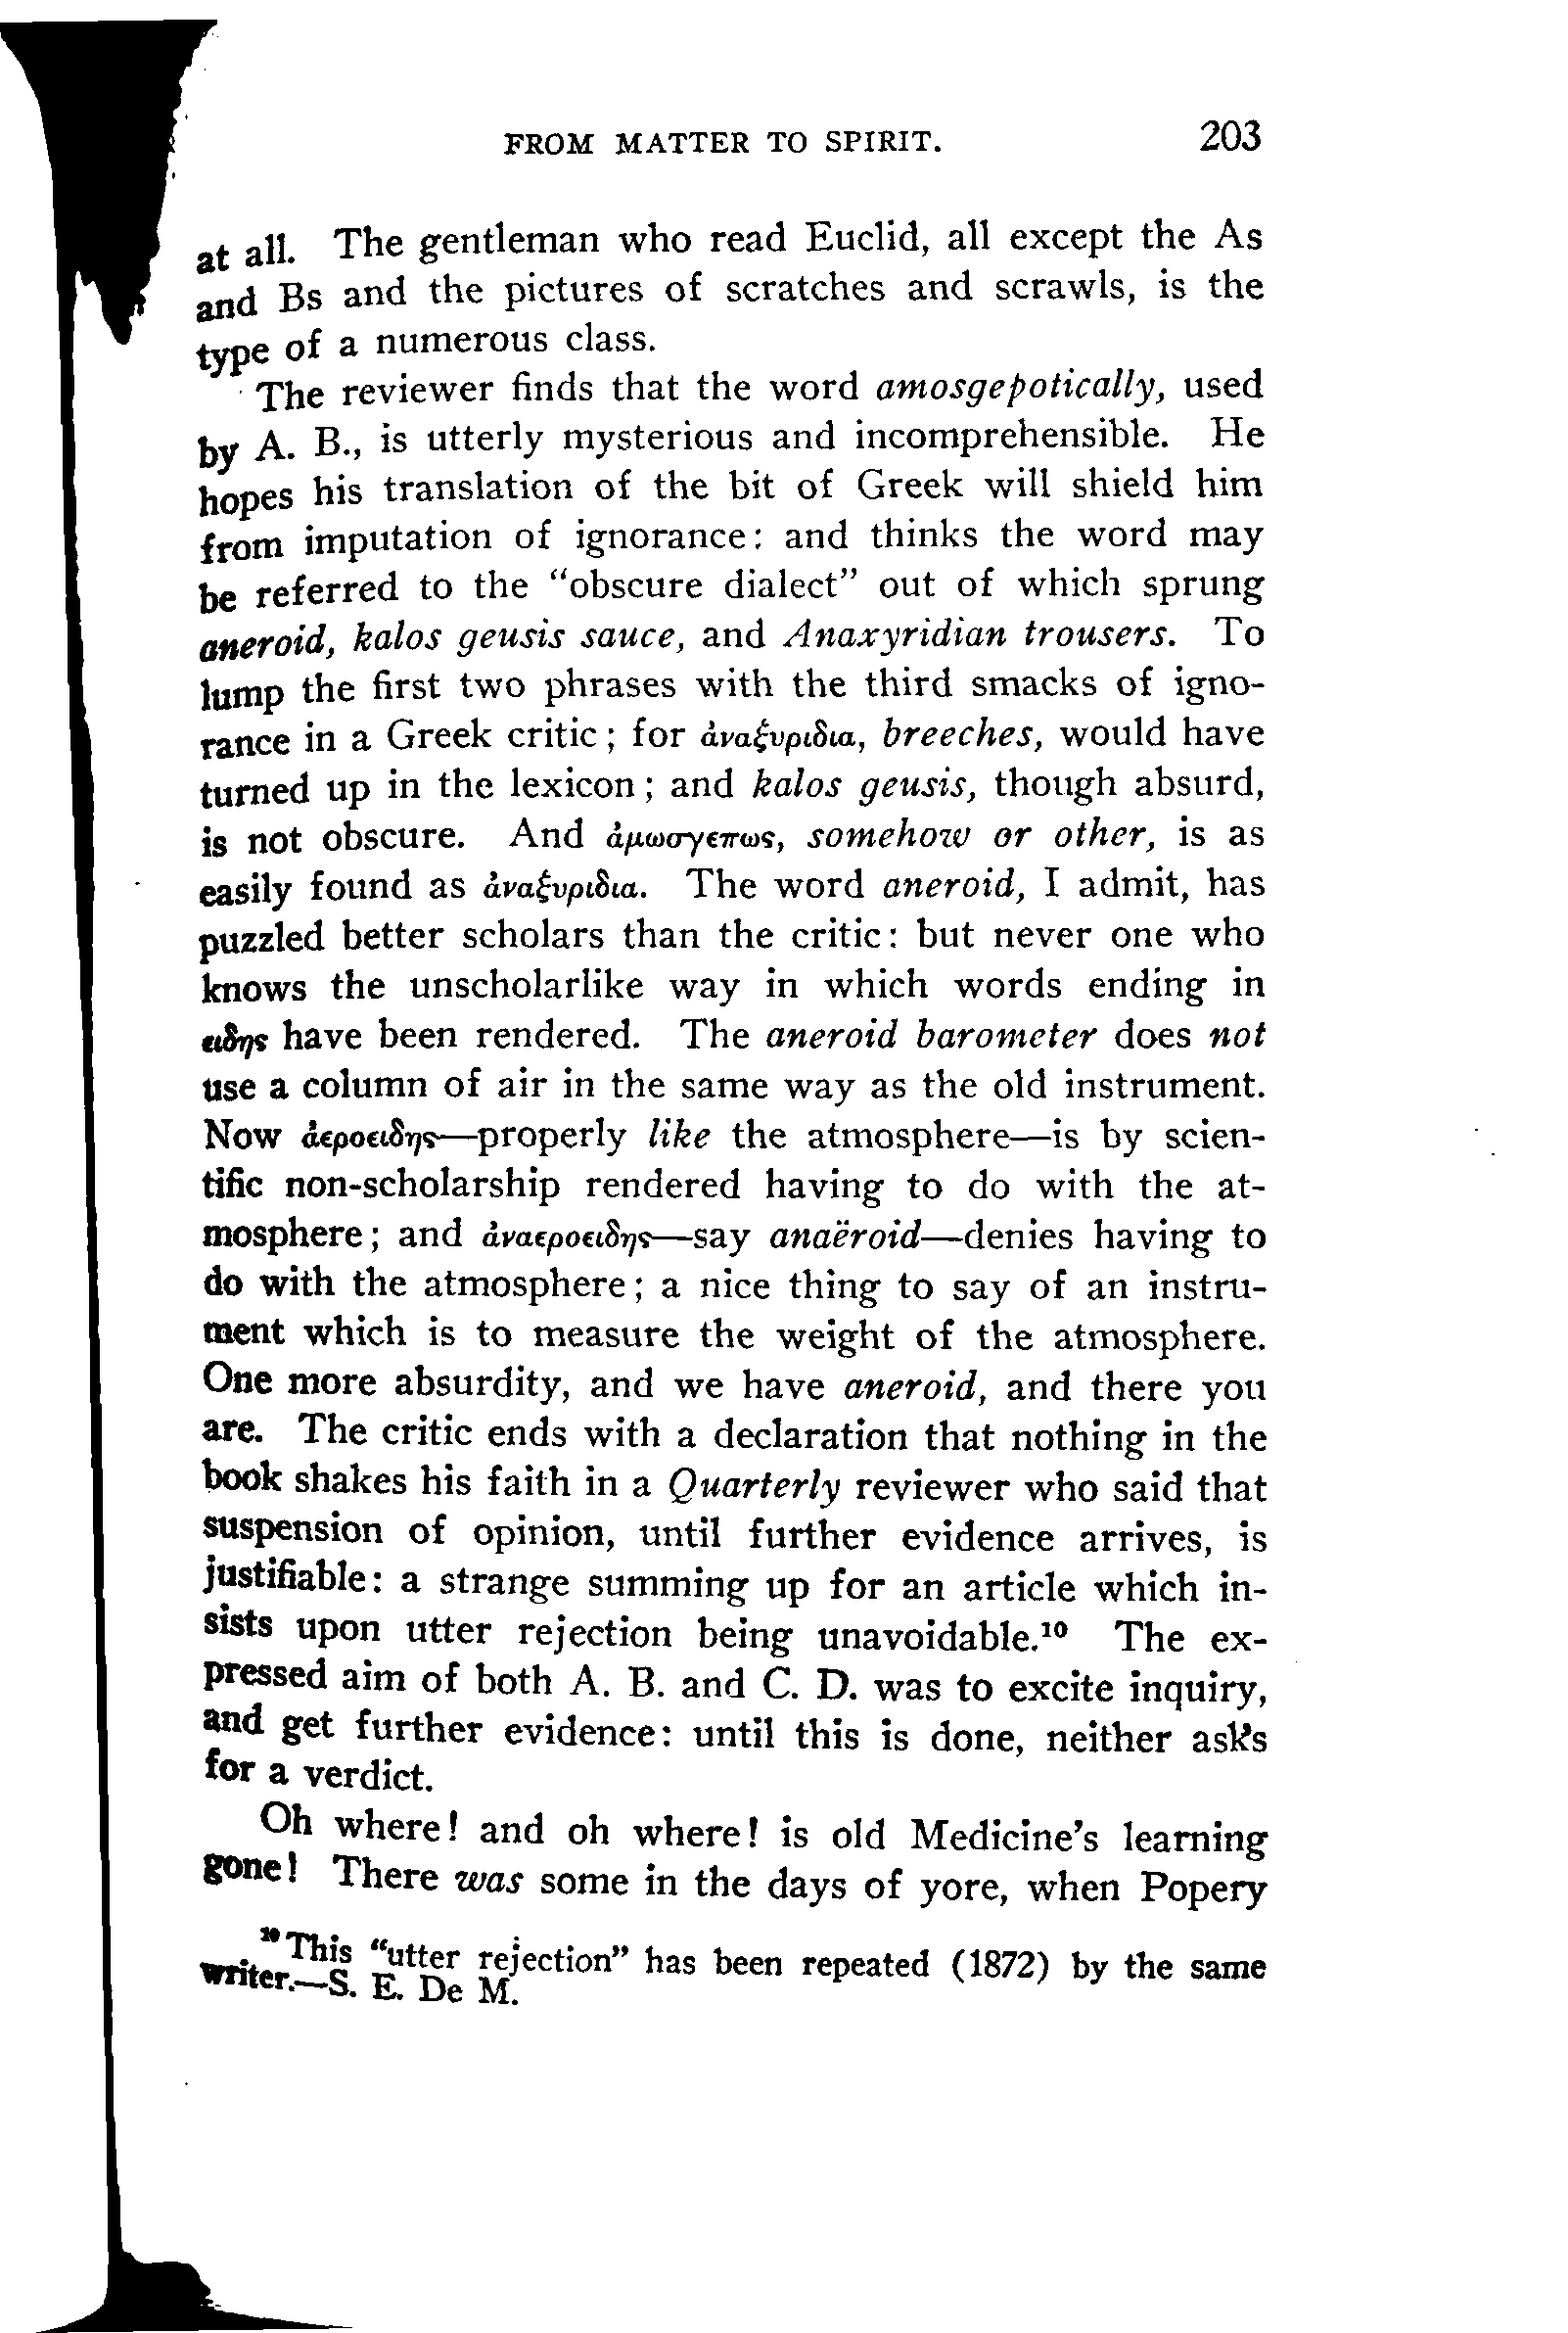 FROM MATTER TO SPIRIT. 203
at all. The gentleman who read Euclid, all except the As
and Bs and the pictures of scratches and scrawls, is the
type of a numerous class.
The reviewer finds that the word amosgepotically, used
by A. B., is utterly mysterious and incomprehensible. He
hopes his translation of the bit of Greek will shield him
from imputation of ignorance: and thinks the word may
be referred to the “obscure dialect” out of which sprung
aneroid, kalos geusis sauce, and Anaxyridian trousers. To
lump the first two phrases with the third smacks of igno-
rance in a Greek critic; for ἀναξυριδια, breeches, would have
turned up in the lexicon; and kalos geusis, though absurd,
is not obscure. And ἀμωσγεπως, somehow or other, is as
easily found as ἀναξυριδια. The word aneroid, I admit, has
puzzled better scholars than the critic: but never one who
knows the unscholarlike way in which words ending in
ειδης have been rendered. The aneroid barometer does not
use a column of air in the same way as the old instrument.
Now ἀεροειδης—properly like the atmosphere—is by scien-
tific non-scholarship rendered having to do with the at-
mosphere; and ἀναεροειδης—say anaëroid—denies having to
do with the atmosphere; a nice thing to say of an instru-
ment which is to measure the weight of the atmosphere.
One more absurdity, and we have aneroid, and there you
are. The critic ends with a declaration that nothing in the
book shakes his faith in a Quarterly reviewer who said that
suspension of opinion, until further evidence arrives, is
justifiable: a strange summing up for an article which in-
sists upon utter rejection being unavoidable.¹⁰ The ex-
pressed aim of both A. B. and C. D. was to excite inquiry,
and get further evidence: until this is done, neither asks
for a verdict.
Oh where! and oh where! is old Medicine's learning
gone! There was some in the days of yore, when Popery
¹⁰ This “utter rejection” has been repeated (1872) by the same
writer.—S. E. De M.